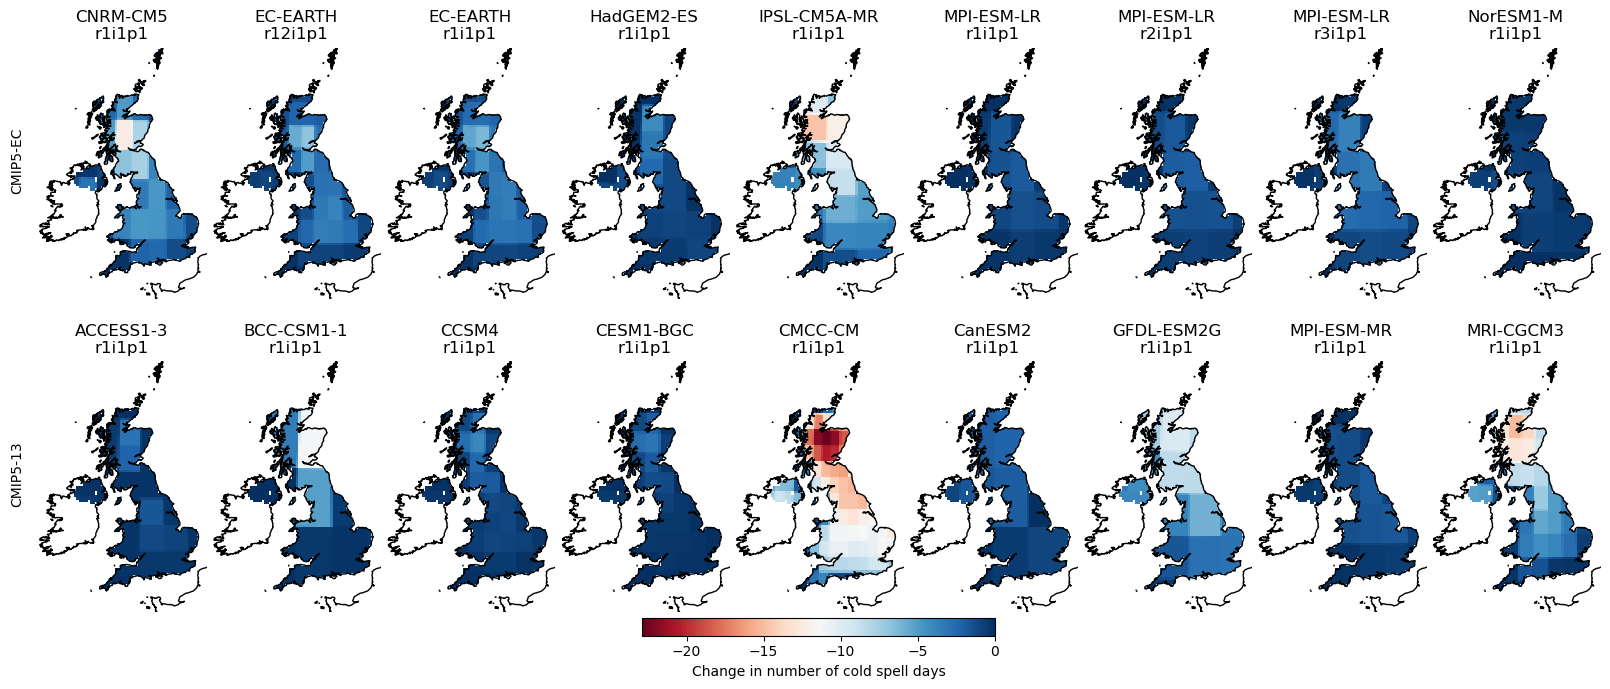 CNRM-CM5
r1i1p1
EC-EARTH
r12i1p1
EC-EARTH
r1i1p1
HadGEM2-ES
r1i1p1
IPSL-CM5A-MR
r1i1p1
MPI-ESM-LR
r1i1p1
MPI-ESM-LR
r2i1p1
MPI-ESM-LR
r3i1p1
NorESM1-M
r1i1p1
CMIP5-EC
ACCESS1-3
r1i1p1
BCC-CSM1-1
r1i1p1
CCSM4
r1i1p1
CESM1-BGC
r1i1p1
CMCC-CM
r1i1p1
CanESM2
r1i1p1
GFDL-ESM2G
r1i1p1
MPI-ESM-MR
r1i1p1
MRI-CGCM3
r1i1p1
CMIP5-13
−20 −15 −10 −5 0
Change in number of cold spell days